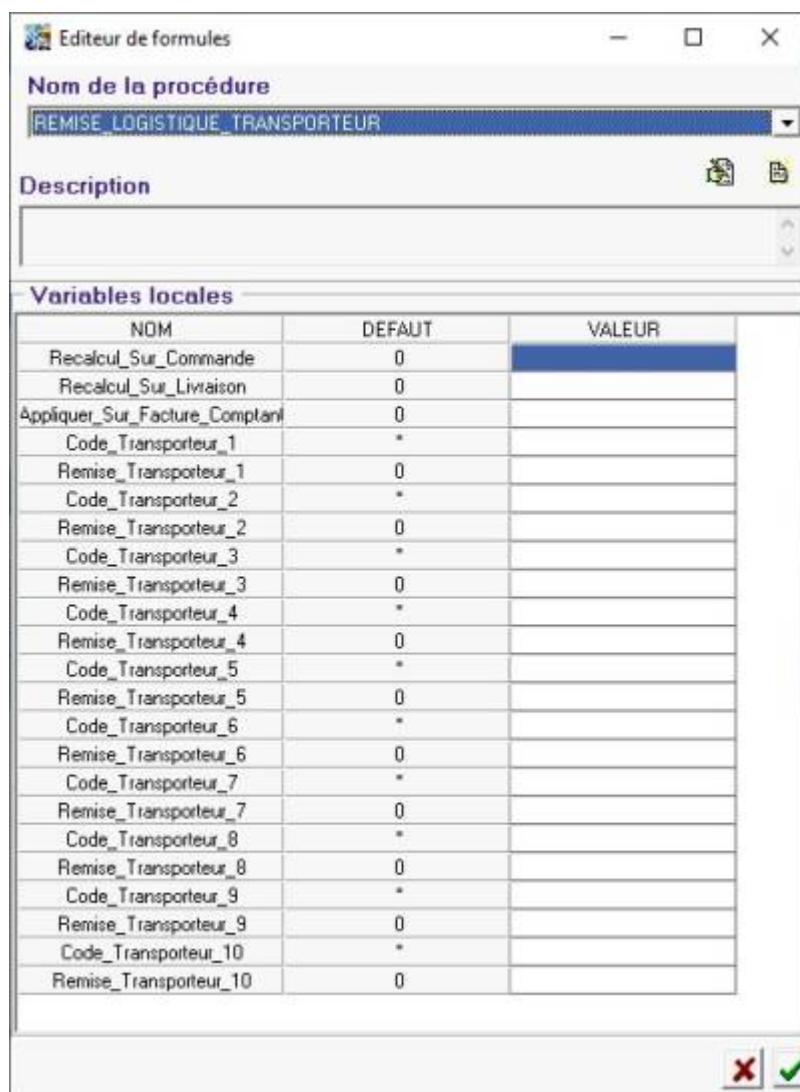 Editeur de formules
Nom de la procédure
REMISE_LOGISTIQUE_TRANSPORTEUR
Description
Variables locales
NOM DEFAUT VALEUR
Recalcul_Sur_Commande 0
Recalcul_Sur_Livraison 0
Appliquer_Sur_Facture_Comptant 0
Code_Transporteur_1 *
Remise_Transporteur_1 0
Code_Transporteur_2 *
Remise_Transporteur_2 0
Code_Transporteur_3 *
Remise_Transporteur_3 0
Code_Transporteur_4 *
Remise_Transporteur_4 0
Code_Transporteur_5 *
Remise_Transporteur_5 0
Code_Transporteur_6 *
Remise_Transporteur_6 0
Code_Transporteur_7 *
Remise_Transporteur_7 0
Code_Transporteur_8 *
Remise_Transporteur_8 0
Code_Transporteur_9 *
Remise_Transporteur_9 0
Code_Transporteur_10 *
Remise_Transporteur_10 0